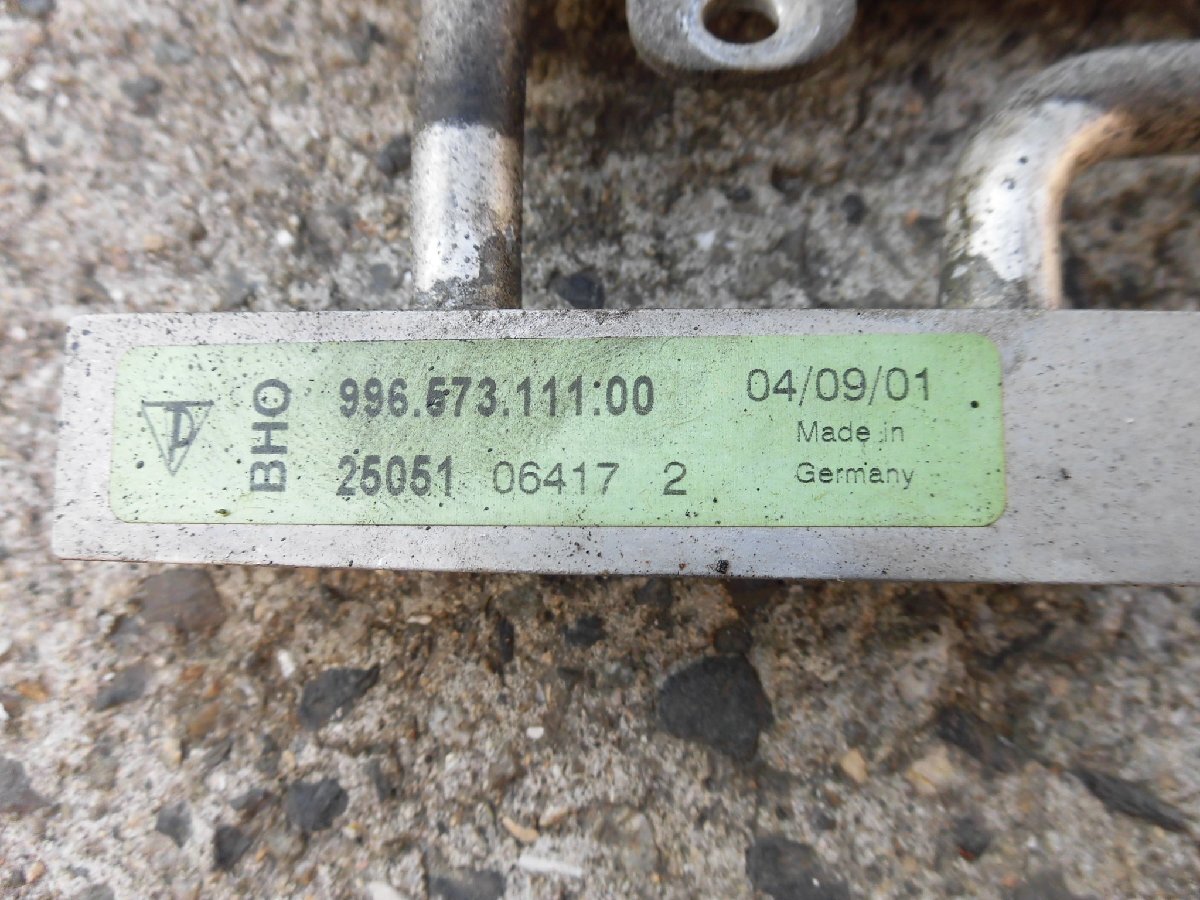 BHO
996.573.111.00
25051 06417 2
04/09/01
Made in
Germany